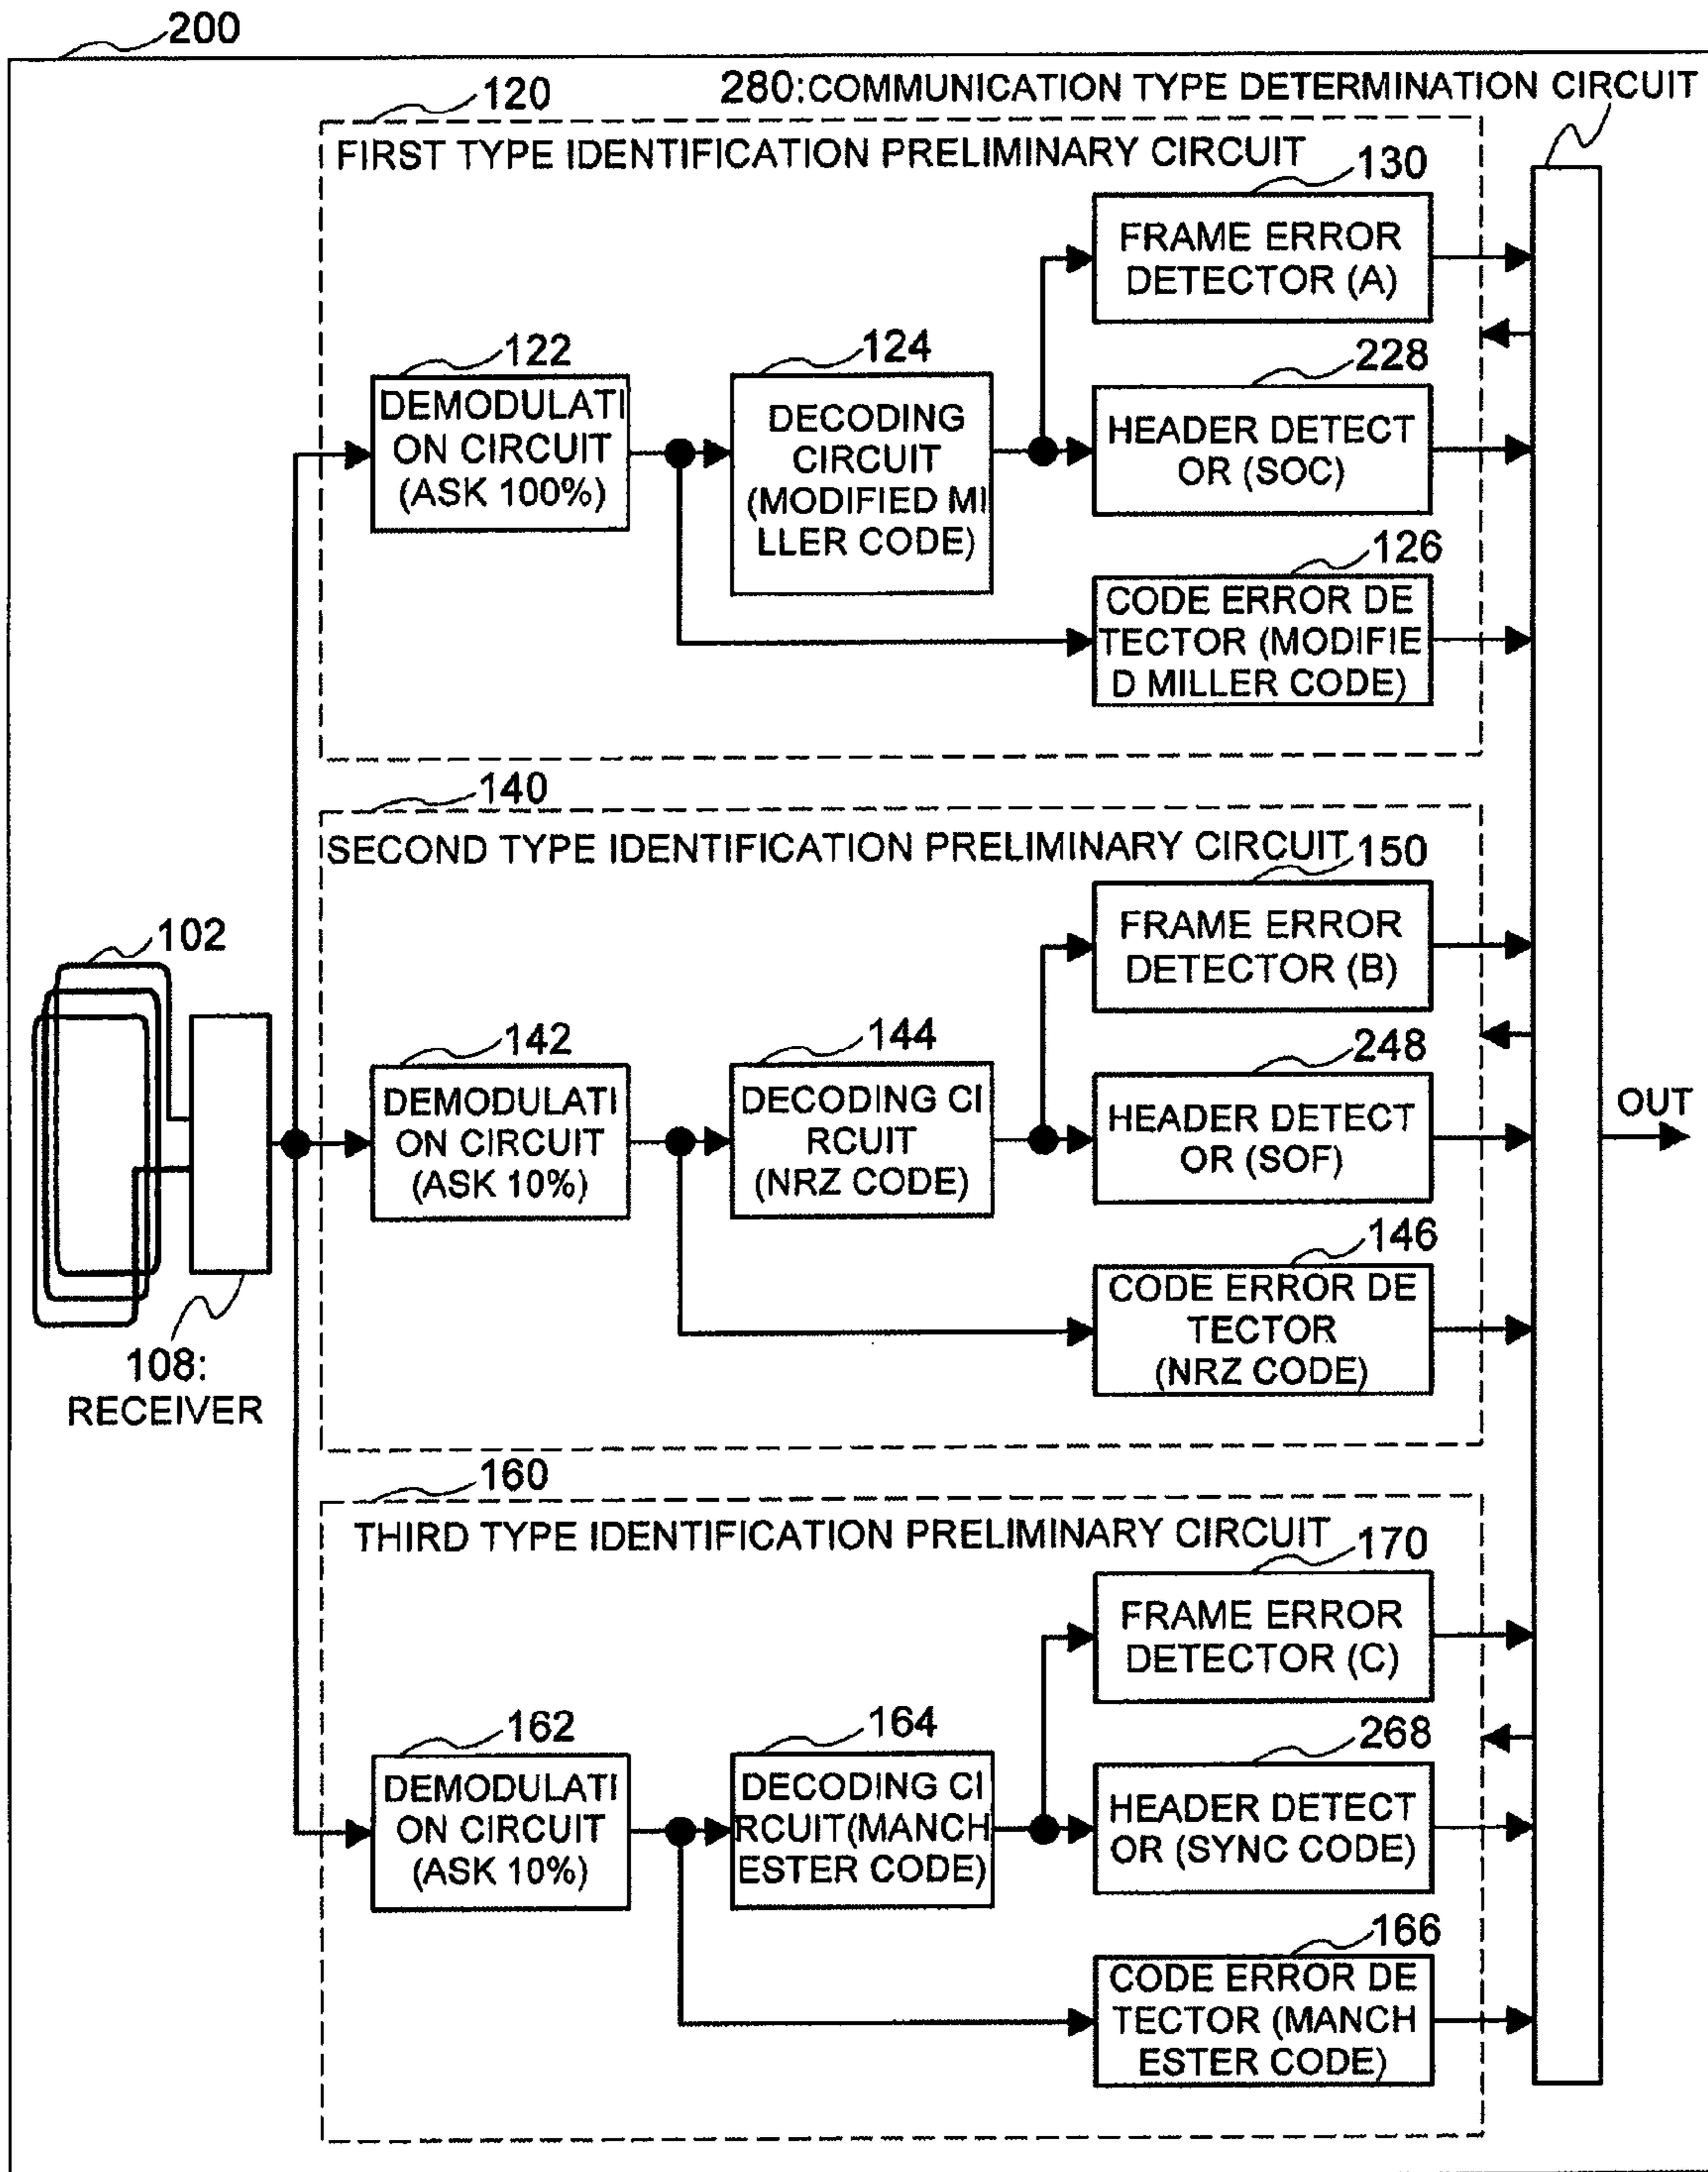 200
280:COMMUNICATION TYPE DETERMINATION CIRCUIT
120
FIRST TYPE IDENTIFICATION PRELIMINARY CIRCUIT
130
FRAME ERROR
DETECTOR (A)
122
DEMODULATI
ON CIRCUIT
(ASK 100%)
124
DECODING
CIRCUIT
(MODIFIED MI
LLER CODE)
228
HEADER DETECT
OR (SOC)
126
CODE ERROR DE
TECTOR (MODIFIE
D MILLER CODE)
140
SECOND TYPE IDENTIFICATION PRELIMINARY CIRCUIT
150
FRAME ERROR
DETECTOR (B)
102
108:
RECEIVER
142
DEMODULATI
ON CIRCUIT
(ASK 10%)
144
DECODING CI
RCUIT
(NRZ CODE)
248
HEADER DETECT
OR (SOF)
OUT
146
CODE ERROR DE
TECTOR
(NRZ CODE)
160
THIRD TYPE IDENTIFICATION PRELIMINARY CIRCUIT
170
FRAME ERROR
DETECTOR (C)
162
DEMODULATI
ON CIRCUIT
(ASK 10%)
164
DECODING CI
RCUIT(MANCH
ESTER CODE)
268
HEADER DETECT
OR (SYNC CODE)
166
CODE ERROR DE
TECTOR (MANCH
ESTER CODE)